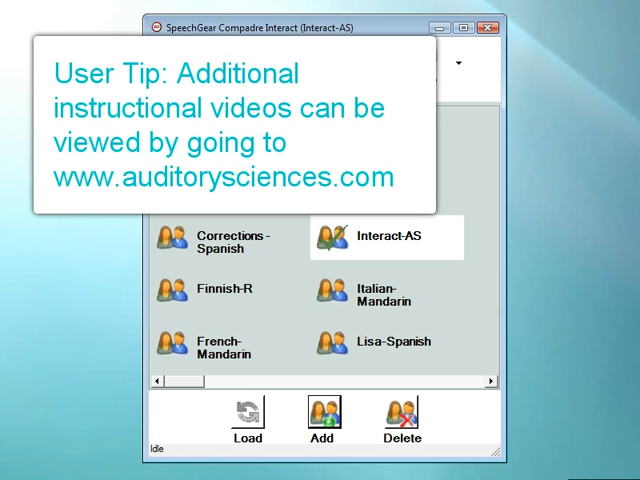 SpeechGear Compadre Interact (Interact-AS)
User Tip: Additional
instructional videos can be
viewed by going to
www.auditorysciences.com
Corrections -
Spanish
Interact-AS
Finnish-R
Italian-
Mandarin
French-
Mandarin
Lisa-Spanish
Load
Add
Delete
Idle